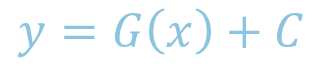 y = G(x) + C